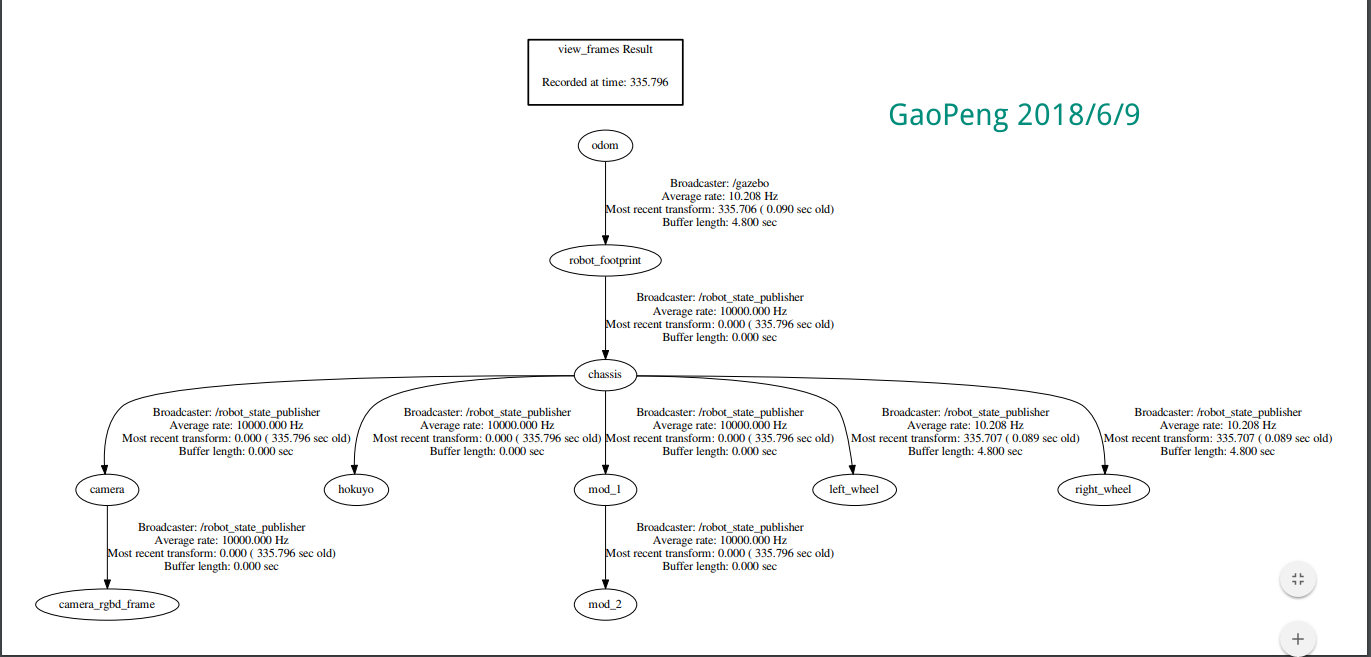 view_frames Result
Recorded at time: 335.796
GaoPeng 2018/6/9
odom
Broadcaster: /gazebo
Average rate: 10.208 Hz
Most recent transform: 335.706 ( 0.090 sec old)
Buffer length: 4.800 sec
robot_footprint
Broadcaster: /robot_state_publisher
Average rate: 10000.000 Hz
Most recent transform: 0.000 ( 335.796 sec old)
Buffer length: 0.000 sec
chassis
Broadcaster: /robot_state_publisher
Average rate: 10000.000 Hz
Most recent transform: 0.000 ( 335.796 sec old)
Buffer length: 0.000 sec
Broadcaster: /robot_state_publisher
Average rate: 10000.000 Hz
Most recent transform: 0.000 ( 335.796 sec old)
Buffer length: 0.000 sec
Broadcaster: /robot_state_publisher
Average rate: 10000.000 Hz
Most recent transform: 0.000 ( 335.796 sec old)
Buffer length: 0.000 sec
Broadcaster: /robot_state_publisher
Average rate: 10.208 Hz
Most recent transform: 335.707 ( 0.089 sec old)
Buffer length: 4.800 sec
Broadcaster: /robot_state_publisher
Average rate: 10.208 Hz
Most recent transform: 335.707 ( 0.089 sec old)
Buffer length: 4.800 sec
camera
hokuyo
mod_1
left_wheel
right_wheel
Broadcaster: /robot_state_publisher
Average rate: 10000.000 Hz
Most recent transform: 0.000 ( 335.796 sec old)
Buffer length: 0.000 sec
Broadcaster: /robot_state_publisher
Average rate: 10000.000 Hz
Most recent transform: 0.000 ( 335.796 sec old)
Buffer length: 0.000 sec
camera_rgbd_frame
mod_2